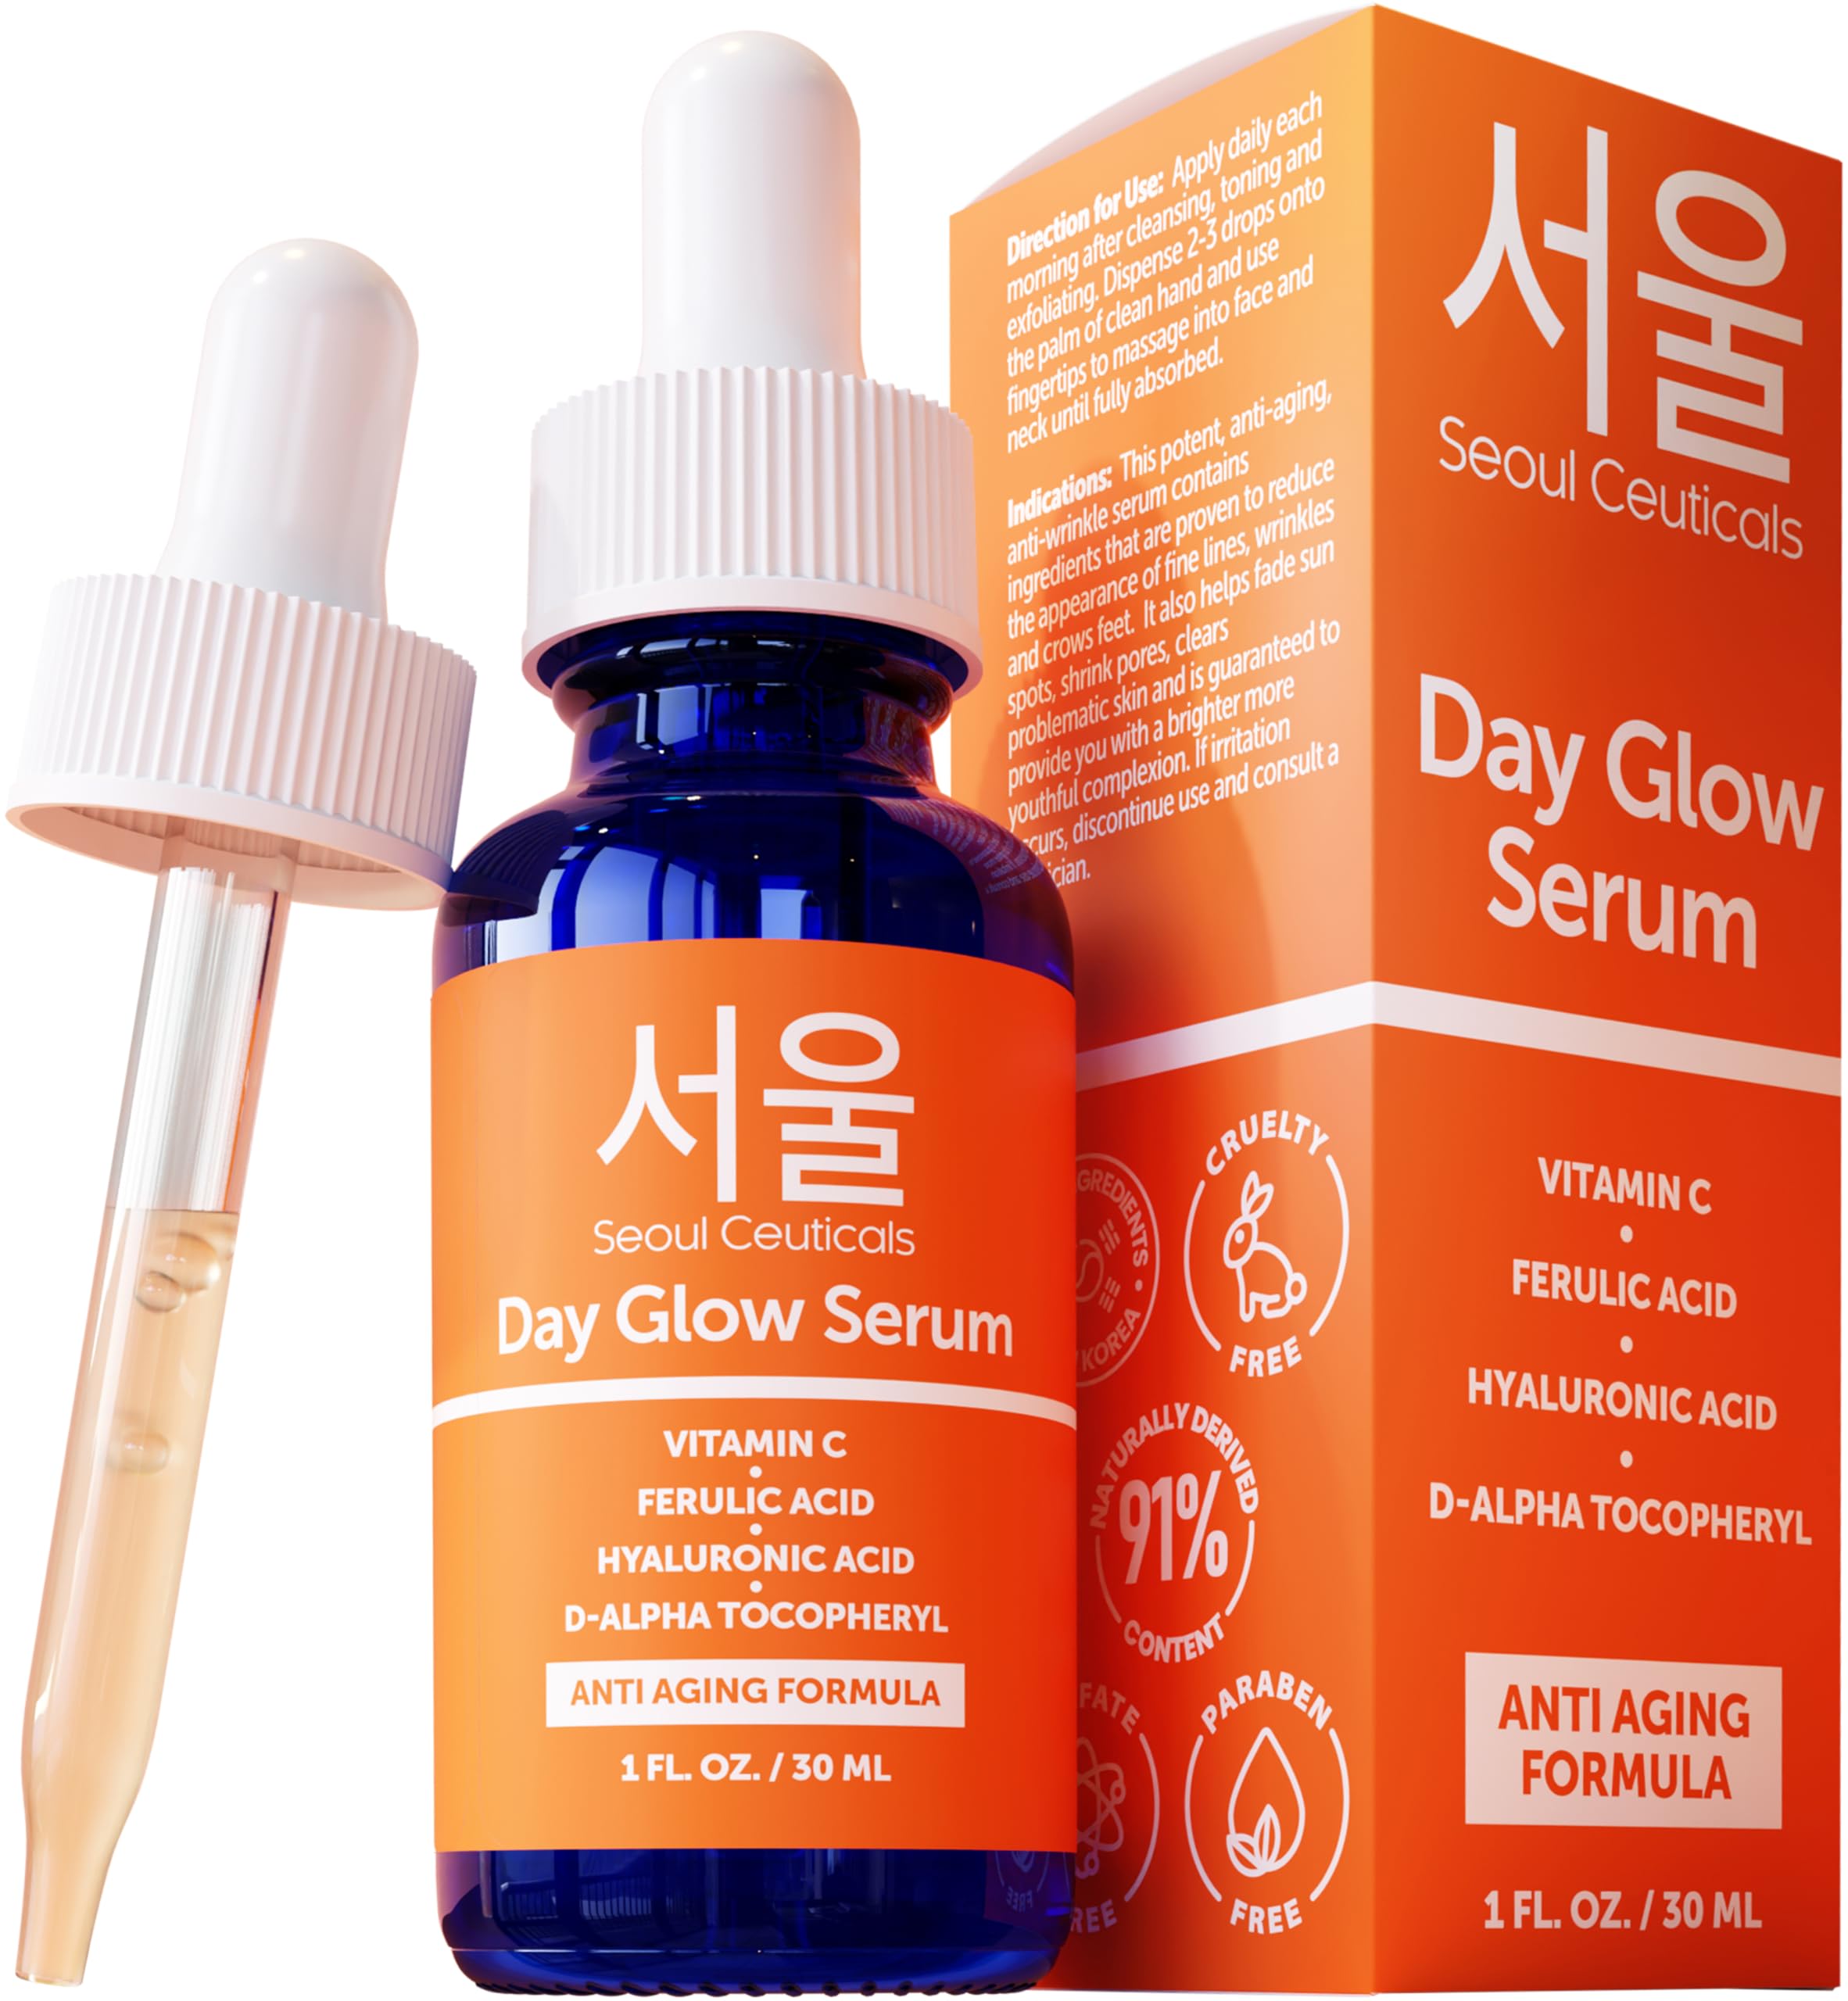 서울
Seoul Ceuticals
Day Glow Serum
VITAMIN C
•
FERULIC ACID
•
HYALURONIC ACID
•
D-ALPHA TOCOPHERYL
ANTI AGING FORMULA
1 FL. OZ. / 30 ML
Direction for Use: Apply daily each
morning after cleansing, toning and
exfoliating. Dispense 2-3 drops onto
the palm of clean hand and use
fingertips to massage into face and
neck until fully absorbed.
Indications: This potent, anti-aging,
anti-wrinkle serum contains
ingredients that are proven to reduce
the appearance of fine lines, wrinkles
and crows feet. It also helps fade sun
spots, shrink pores, clears
problematic skin and is guaranteed to
provide you with a brighter more
youthful complexion. If irritation
discontinue use and consult a
CRUELTY
FREE
KOREA
NATURALLY DERIVED
91%
CONTENT
PARABEN
FREE
서울
Seoul Ceuticals
Day Glow
Serum
VITAMIN C
•
FERULIC ACID
•
HYALURONIC ACID
•
D-ALPHA TOCOPHERYL
ANTI AGING
FORMULA
1 FL. OZ. / 30 ML